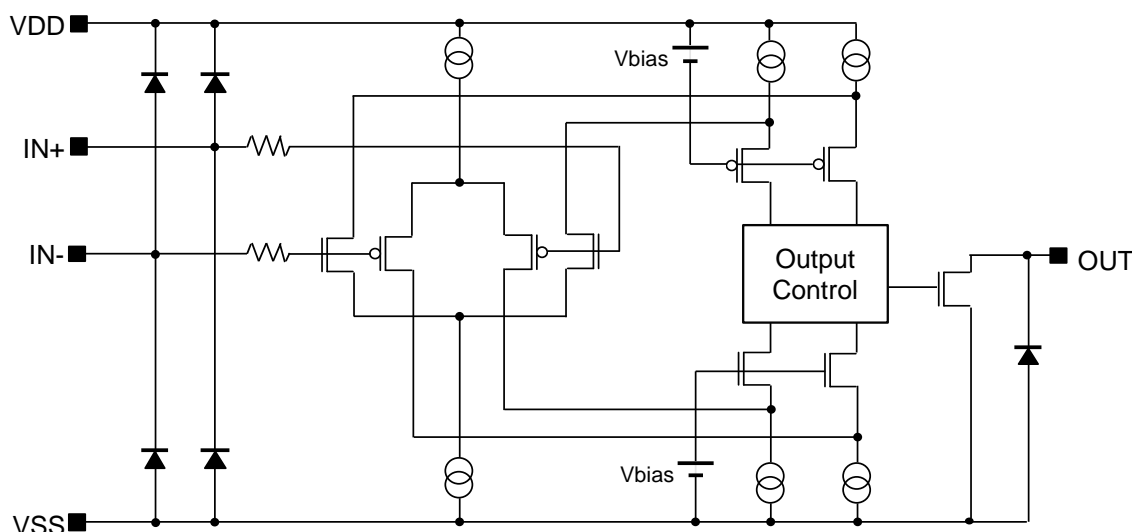 VDD
Vbias
IN+
IN-
Output
Control
OUT
Vbias
VSS